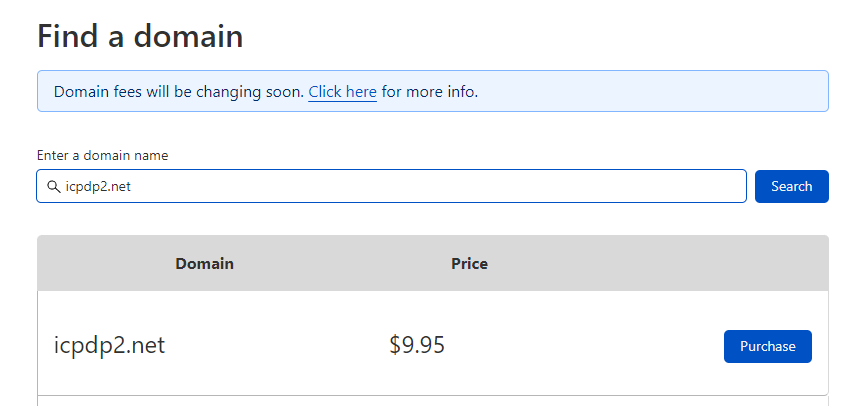 Find a domain
Domain fees will be changing soon. Click here for more info.
Enter a domain name
icpdp2.net
Search
Domain Price
icpdp2.net $9.95 Purchase